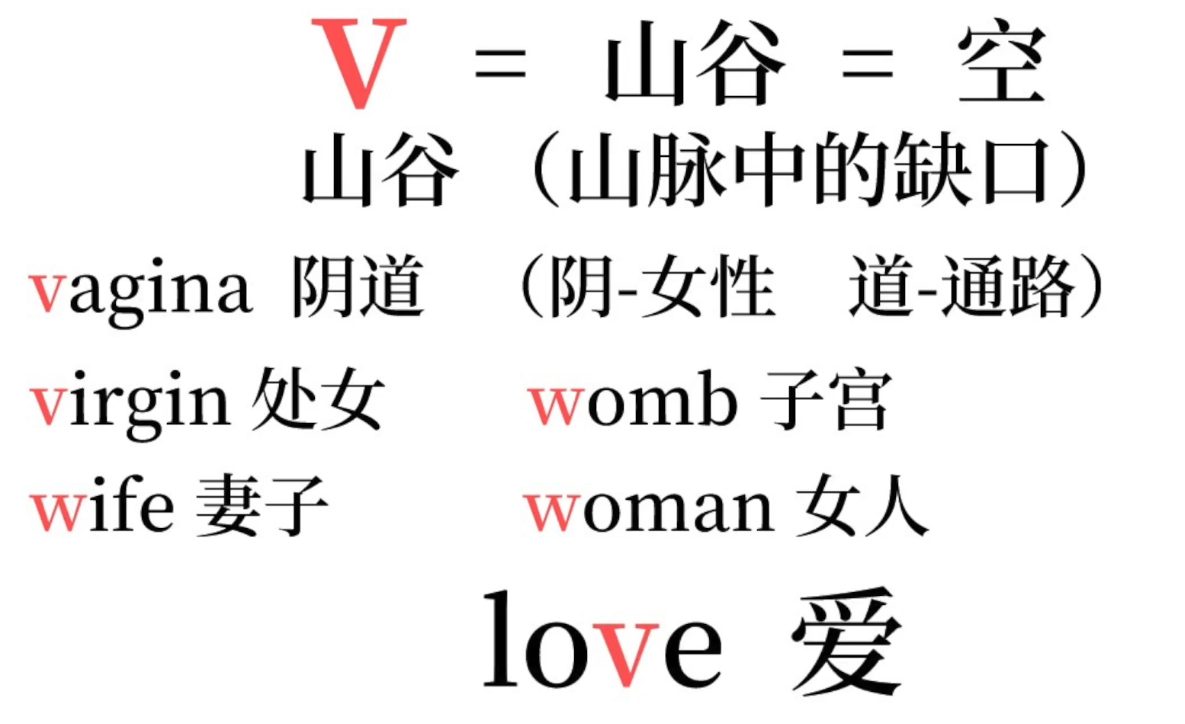 V = 山谷 = 空
山谷 （山脉中的缺口）
vagina 阴道 （阴-女性 道-通路）
virgin 处女 womb 子宫
wife 妻子 woman 女人
love 爱